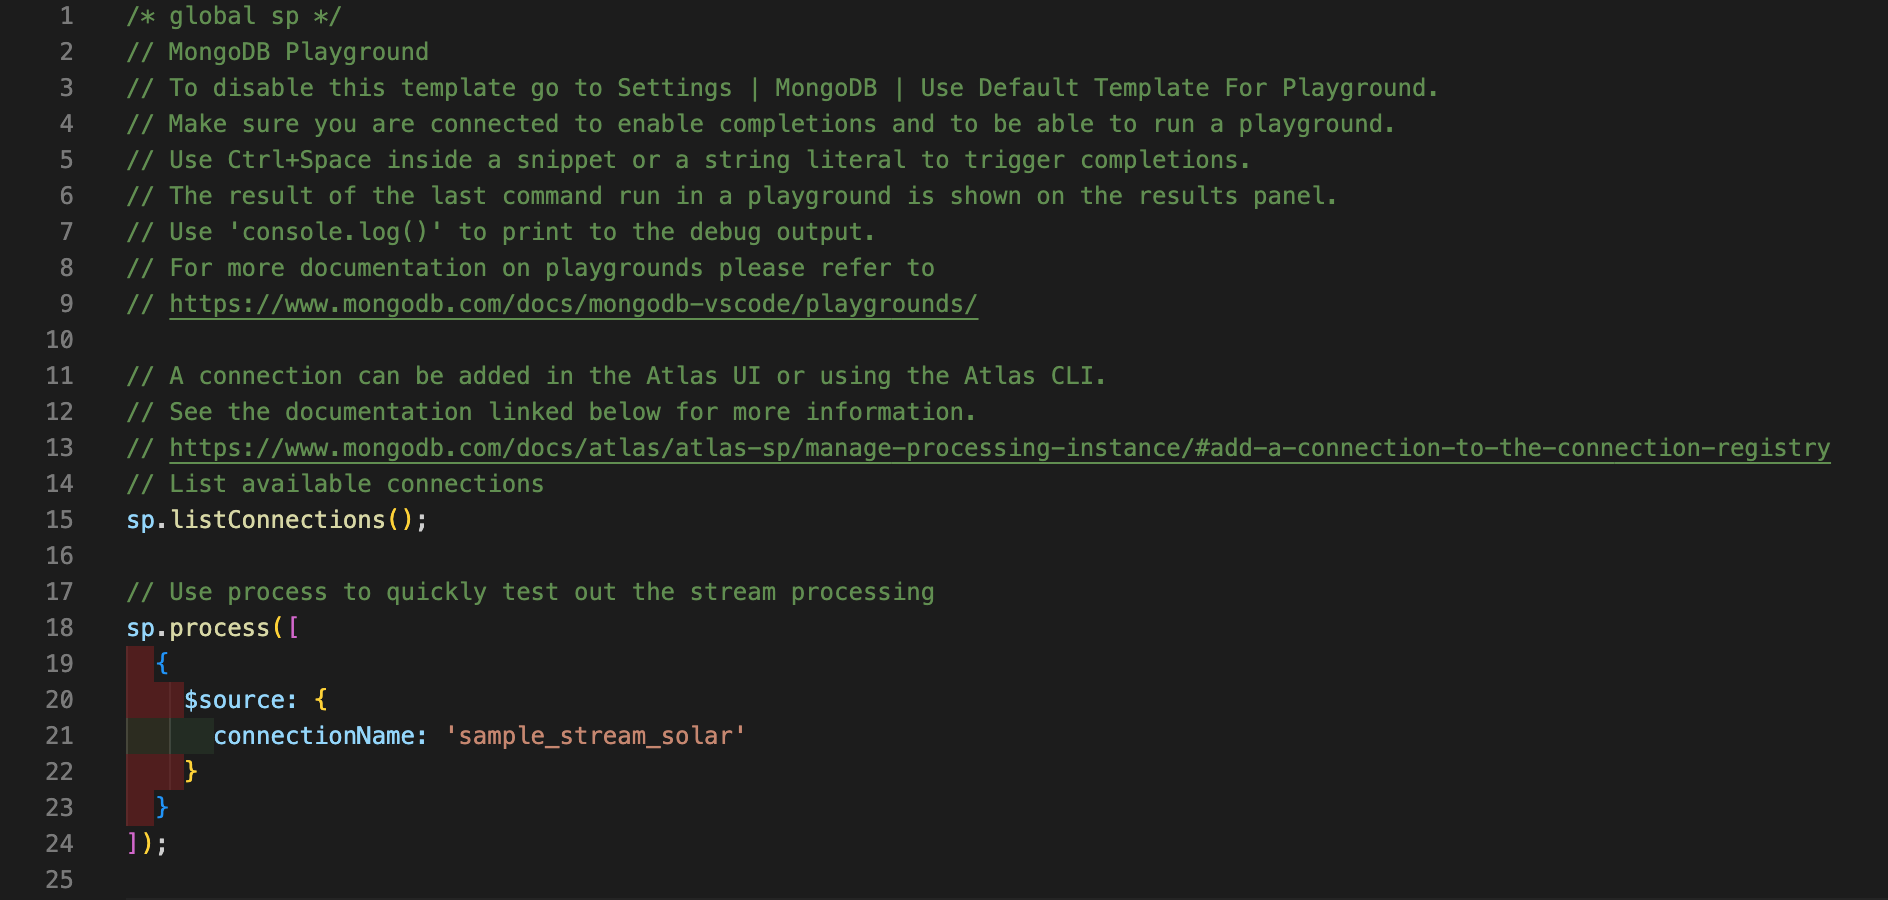 1 /* global sp */
2 // MongoDB Playground
3 // To disable this template go to Settings | MongoDB | Use Default Template For Playground.
4 // Make sure you are connected to enable completions and to be able to run a playground.
5 // Use Ctrl+Space inside a snippet or a string literal to trigger completions.
6 // The result of the last command run in a playground is shown on the results panel.
7 // Use 'console.log()' to print to the debug output.
8 // For more documentation on playgrounds please refer to
9 // https://www.mongodb.com/docs/mongodb-vscode/playgrounds/
10
11 // A connection can be added in the Atlas UI or using the Atlas CLI.
12 // See the documentation linked below for more information.
13 // https://www.mongodb.com/docs/atlas/atlas-sp/manage-processing-instance/#add-a-connection-to-the-connection-registry
14 // List available connections
15 sp.listConnections();
16
17 // Use process to quickly test out the stream processing
18 sp.process([
19   {
20     $source: {
21       connectionName: 'sample_stream_solar'
22     }
23   }
24 ]);
25